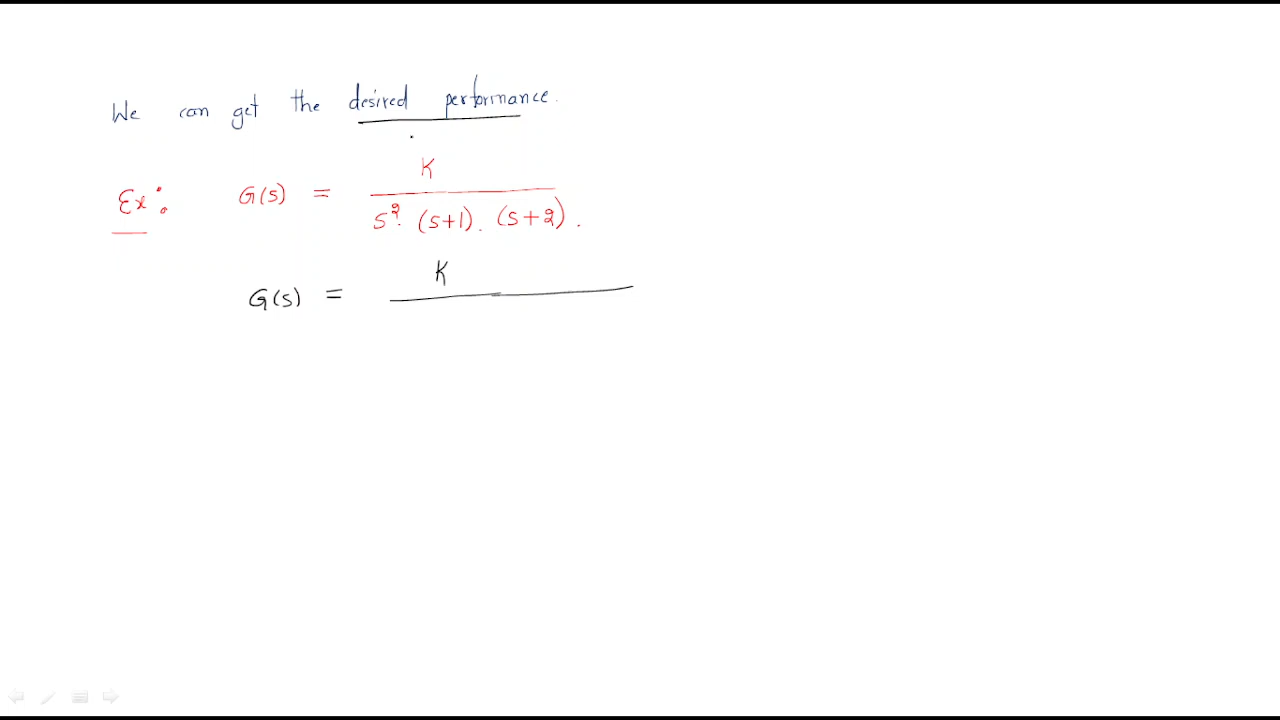 We can get the desired performance.
Ex: G(s) = K / s². (s+1). (s+2).
G(s) = K